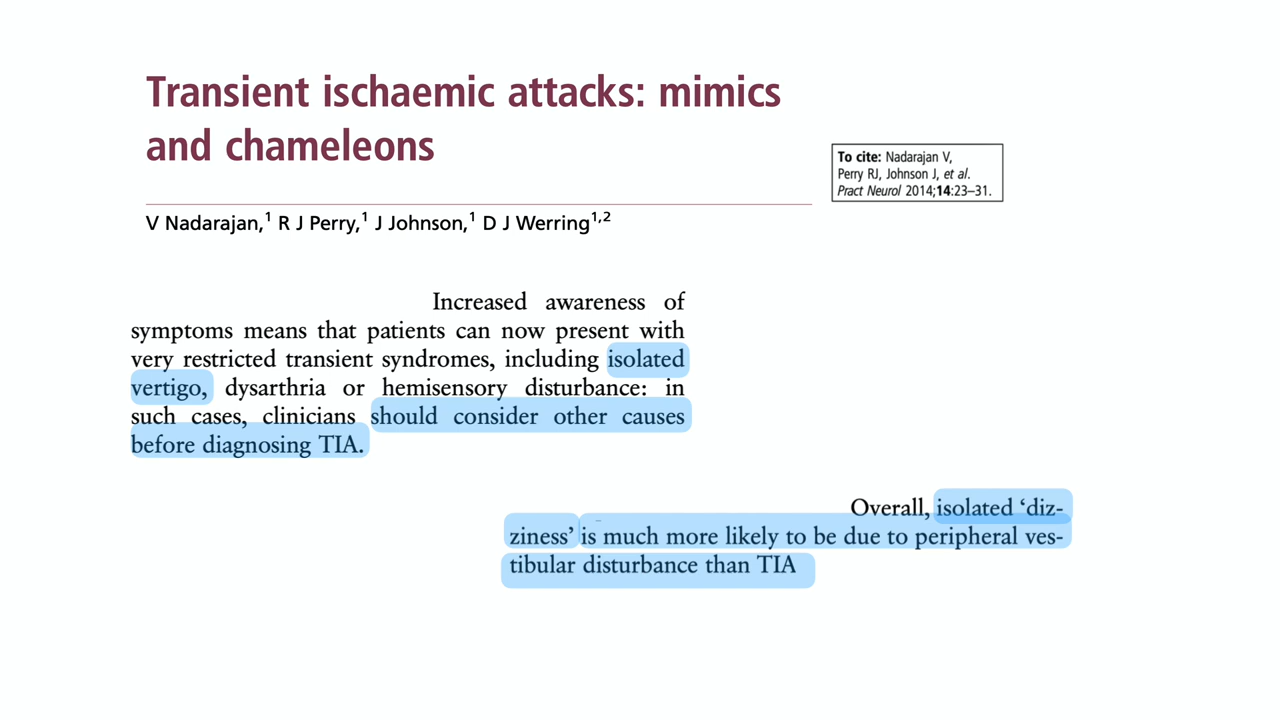 Transient ischaemic attacks: mimics
and chameleons
To cite: Nadarajan V,
Perry RJ, Johnson J, et al.
Pract Neurol 2014;14:23–31.
V Nadarajan,1 R J Perry,1 J Johnson,1 D J Werring1,2
Increased awareness of
symptoms means that patients can now present with
very restricted transient syndromes, including isolated
vertigo, dysarthria or hemisensory disturbance: in
such cases, clinicians should consider other causes
before diagnosing TIA.
Overall, isolated ‘diz-
ziness’ is much more likely to be due to peripheral ves-
tibular disturbance than TIA